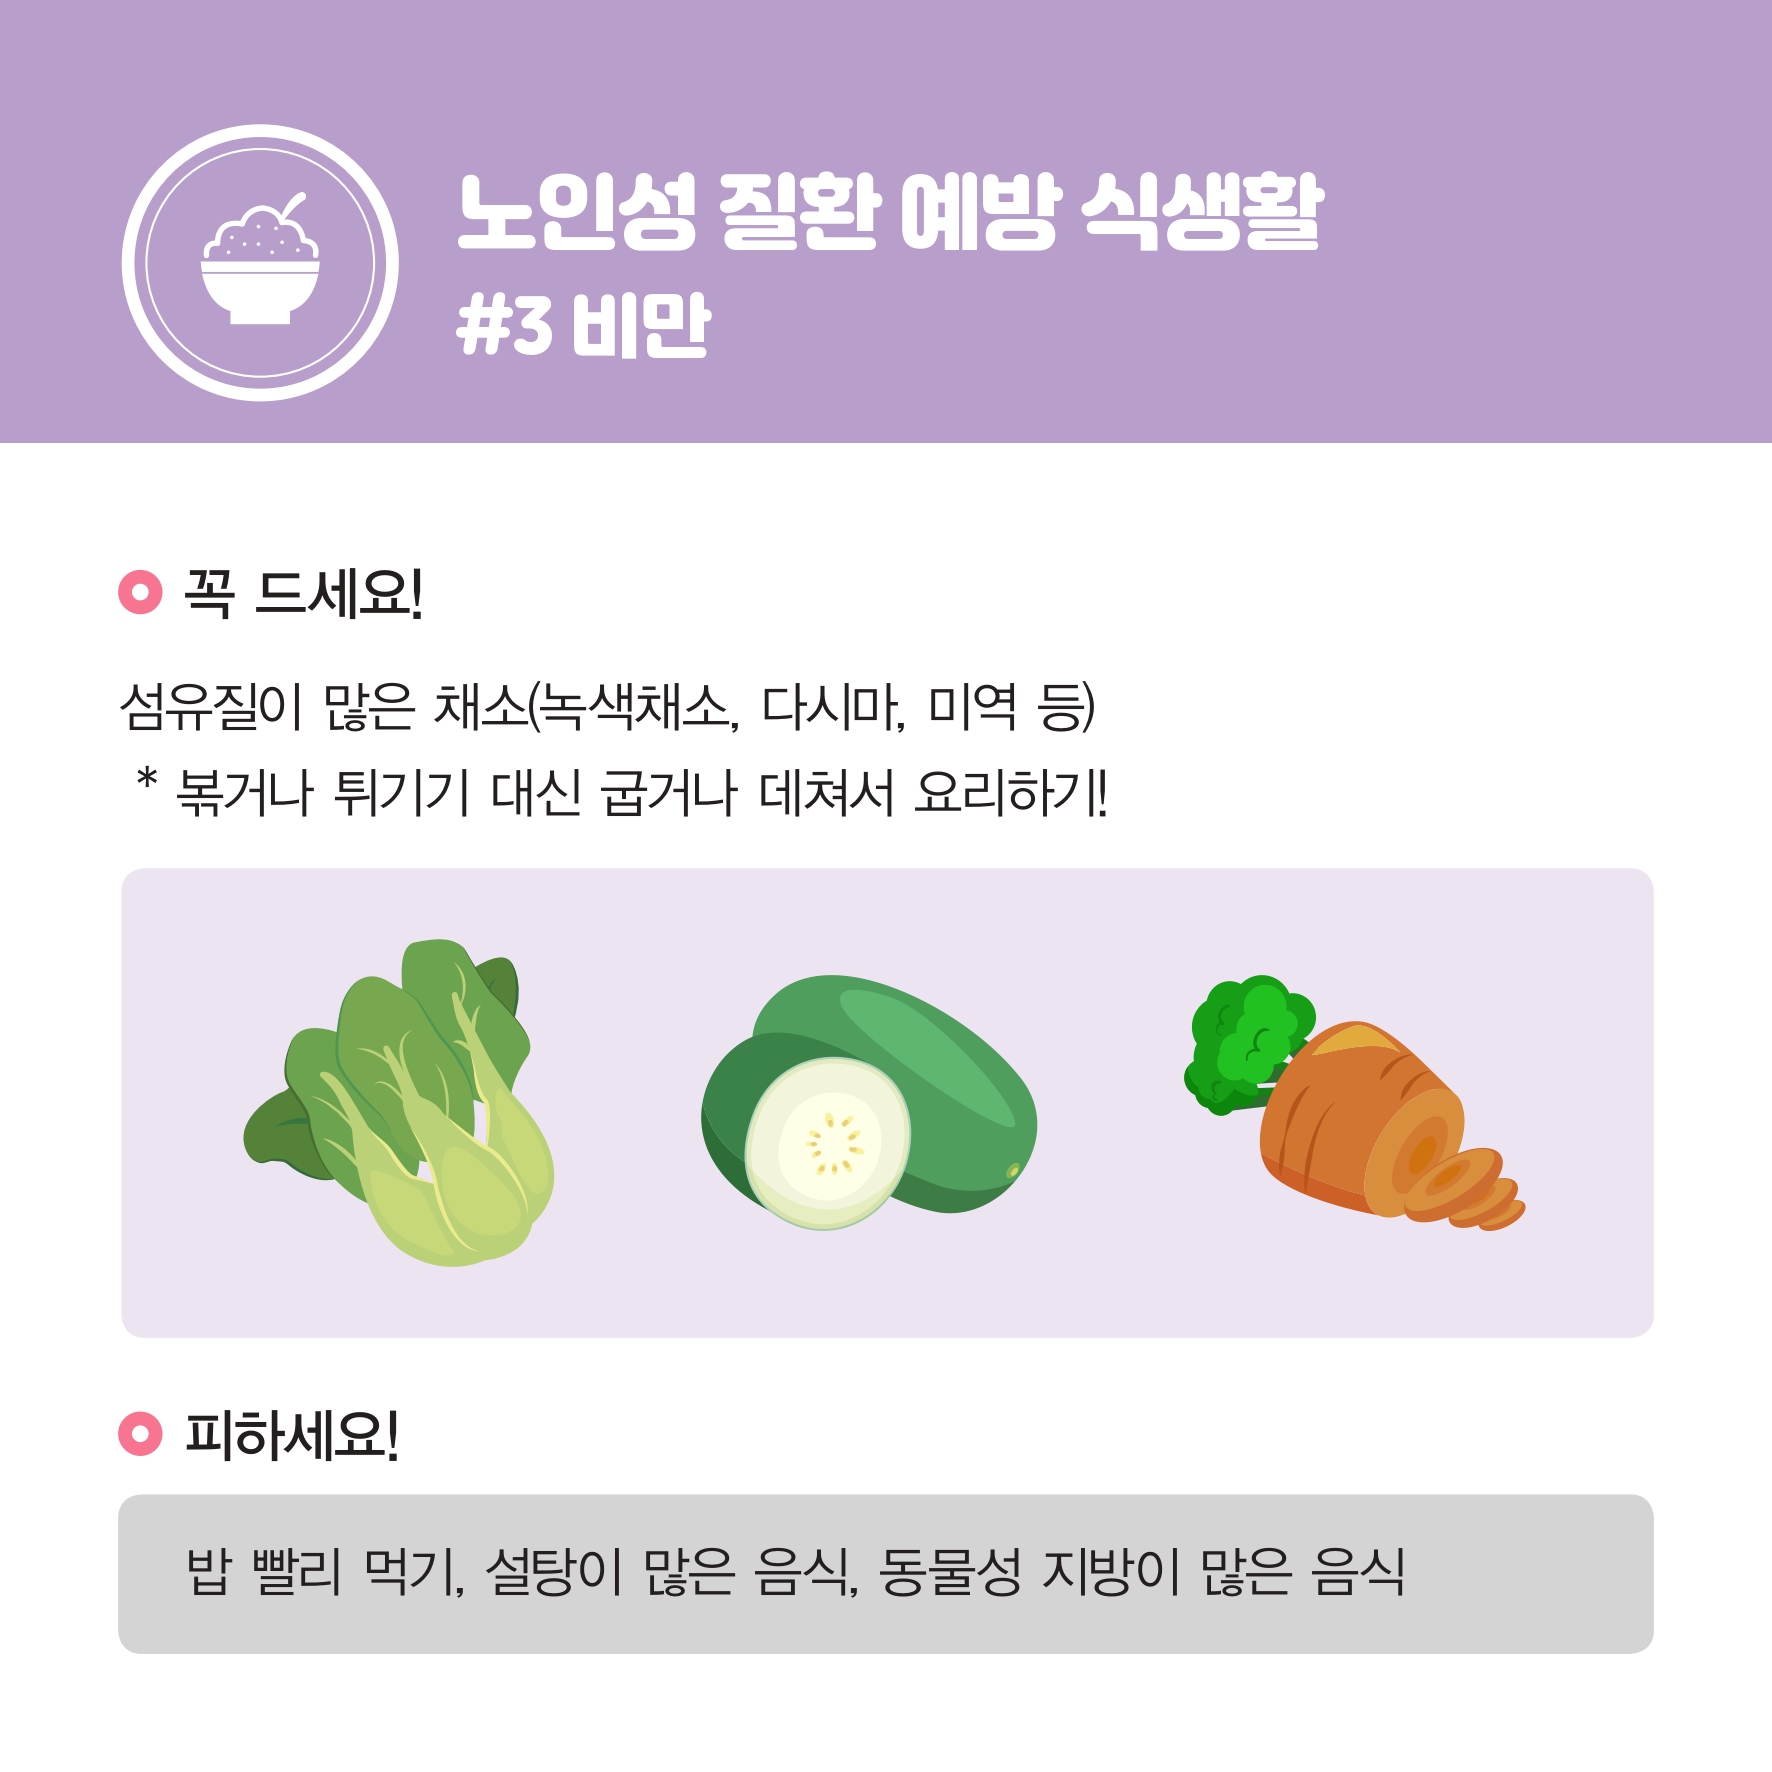 노인성 질환 예방 식생활
#3 비만
꼭 드세요!
섬유질이 많은 채소(녹색채소, 다시마, 미역 등)
* 볶거나 튀기기 대신 굽거나 데쳐서 요리하기!
피하세요!
밥 빨리 먹기, 설탕이 많은 음식, 동물성 지방이 많은 음식